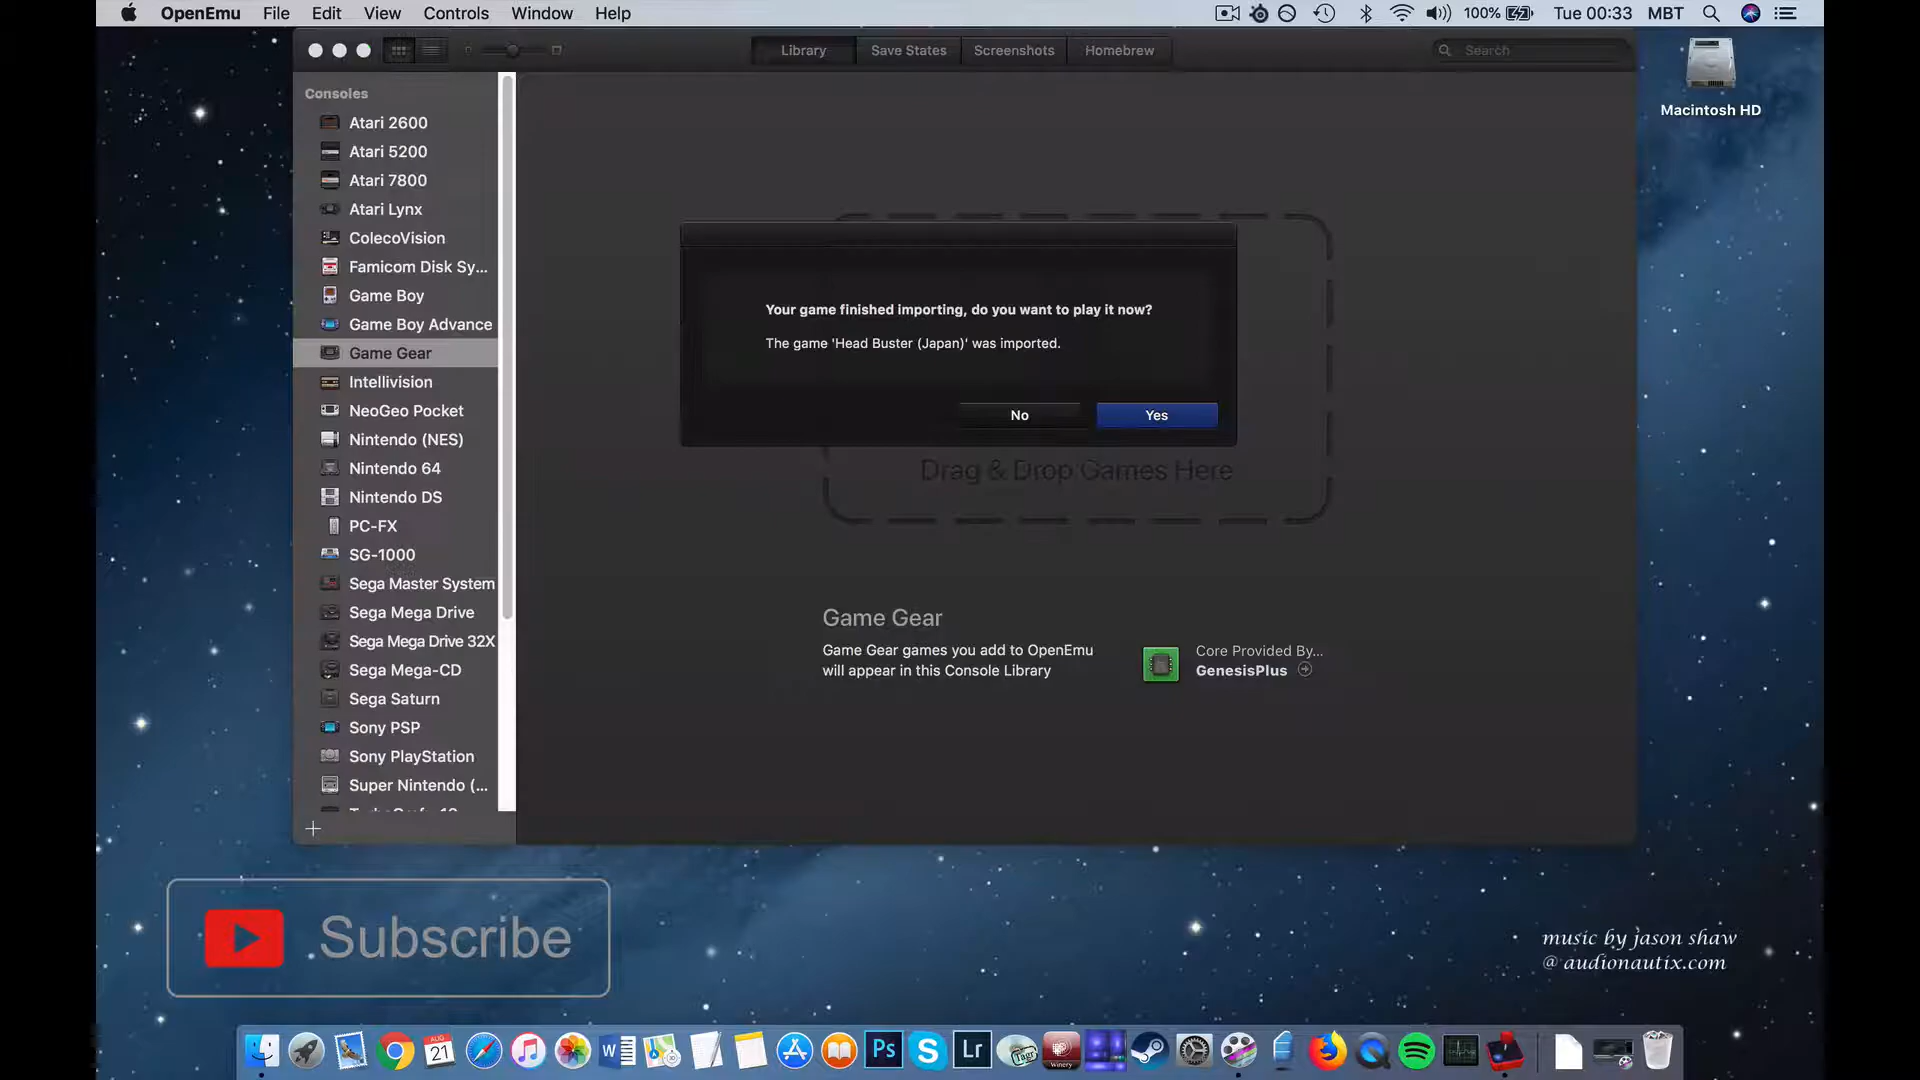 OpenEmu File Edit View Controls Window Help 100% Tue 00:33 MBT
Library Save States Screenshots Homebrew Search
Macintosh HD
Consoles
Atari 2600
Atari 5200
Atari 7800
Atari Lynx
ColecoVision
Famicom Disk Sy...
Game Boy
Game Boy Advance
Game Gear
Intellivision
NeoGeo Pocket
Nintendo (NES)
Nintendo 64
Nintendo DS
PC-FX
SG-1000
Sega Master System
Sega Mega Drive
Sega Mega Drive 32X
Sega Mega-CD
Sega Saturn
Sony PSP
Sony PlayStation
Super Nintendo (...
Your game finished importing, do you want to play it now?
The game 'Head Buster (Japan)' was imported.
No Yes
Drag & Drop Games Here
Game Gear
Game Gear games you add to OpenEmu
will appear in this Console Library
Core Provided By...
GenesisPlus
Subscribe
music by jason shaw
@ audionautix.com
AUG
21
W
Ps
S
Lr
Tagr
Winery